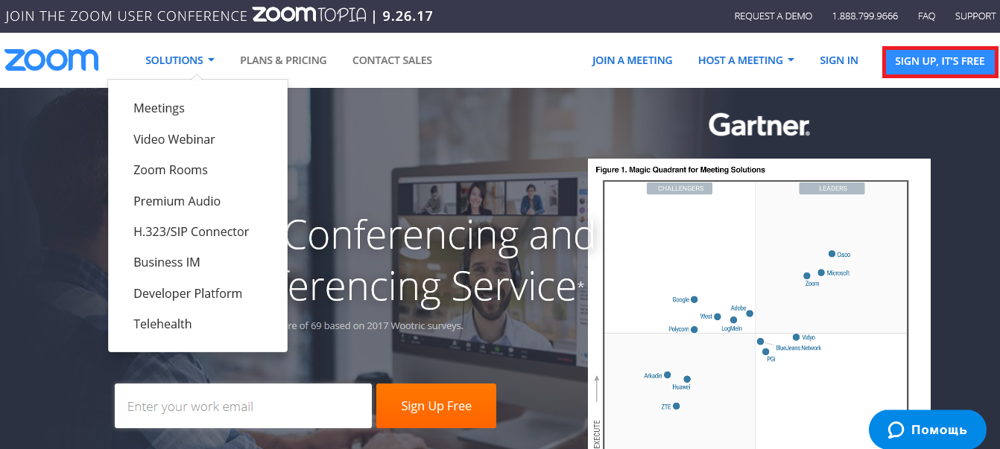 JOIN THE ZOOM USER CONFERENCE ZOOMTOPIA | 9.26.17
REQUEST A DEMO 1.888.799.9666 FAQ SUPPORT
zoom
SOLUTIONS PLANS & PRICING CONTACT SALES
JOIN A MEETING HOST A MEETING SIGN IN SIGN UP, IT'S FREE
Meetings
Video Webinar
Zoom Rooms
Premium Audio
H.323/SIP Connector
Business IM
Developer Platform
Telehealth
Conferencing and
ferencing Service*
re of 69 based on 2017 Wootric surveys.
Enter your work email
Sign Up Free
Gartner®
Figure 1. Magic Quadrant for Meeting Solutions
CHALLENGERS LEADERS
Cisco
Microsoft
Zoom
Google
Adobe
West
LogMeIn
Polycom
Vidyo
BlueJeans Network
PGi
Arkadin
Huawei
ZTE
EXECUTE
Помощь